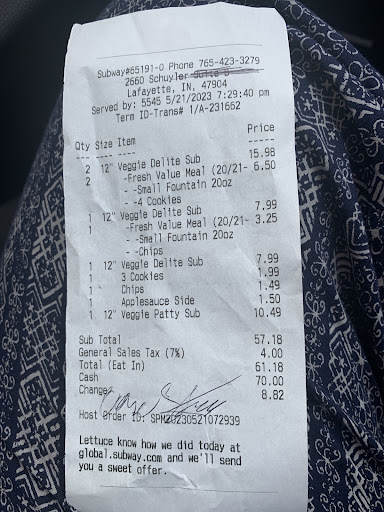 Subway#65191-0 Phone 765-423-3279
2660 Schuyler Suite B
Lafayette, IN, 47904
Served by: 5545 5/21/2023 7:29:40 pm
Term ID-Trans# 1/A-231662
Qty Size Item Price
--- ---- ---- -----
2 12" Veggie Delite Sub 15.98
2 -Fresh Value Meal (20/21- 6.50
- -Small Fountain 20oz
- -4 Cookies
1 12" Veggie Delite Sub 7.99
1 -Fresh Value Meal (20/21- 3.25
- -Small Fountain 20oz
- -Chips
1 12" Veggie Delite Sub 7.99
1 3 Cookies 1.99
1 Chips 1.49
1 Applesauce Side 1.50
1 12" Veggie Patty Sub 10.49
Sub Total 57.18
General Sales Tax (7%) 4.00
Total (Eat In) 61.18
Cash 70.00
Change 8.82
Host Order ID: SPM20230521072939
Lettuce know how we did today at
global.subway.com and we'll send
you a sweet offer.